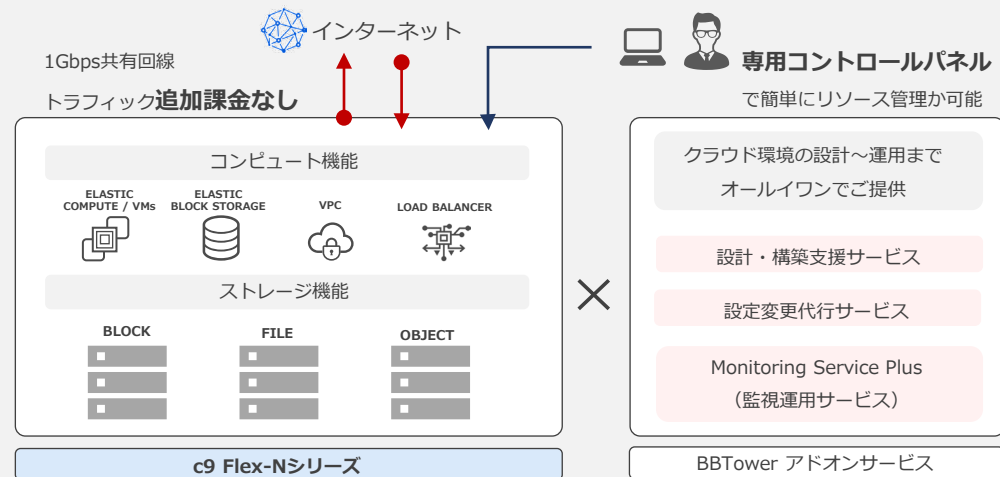 インターネット
1Gbps共有回線
トラフィック追加課金なし
専用コントロールパネル
で簡単にリソース管理か可能
コンピュート機能
ELASTIC
COMPUTE / VMs
ELASTIC
BLOCK STORAGE
VPC
LOAD BALANCER
ストレージ機能
BLOCK
FILE
OBJECT
c9 Flex-Nシリーズ
クラウド環境の設計～運用まで
オールイワンでご提供
設計・構築支援サービス
設定変更代行サービス
Monitoring Service Plus
（監視運用サービス）
BBTower アドオンサービス